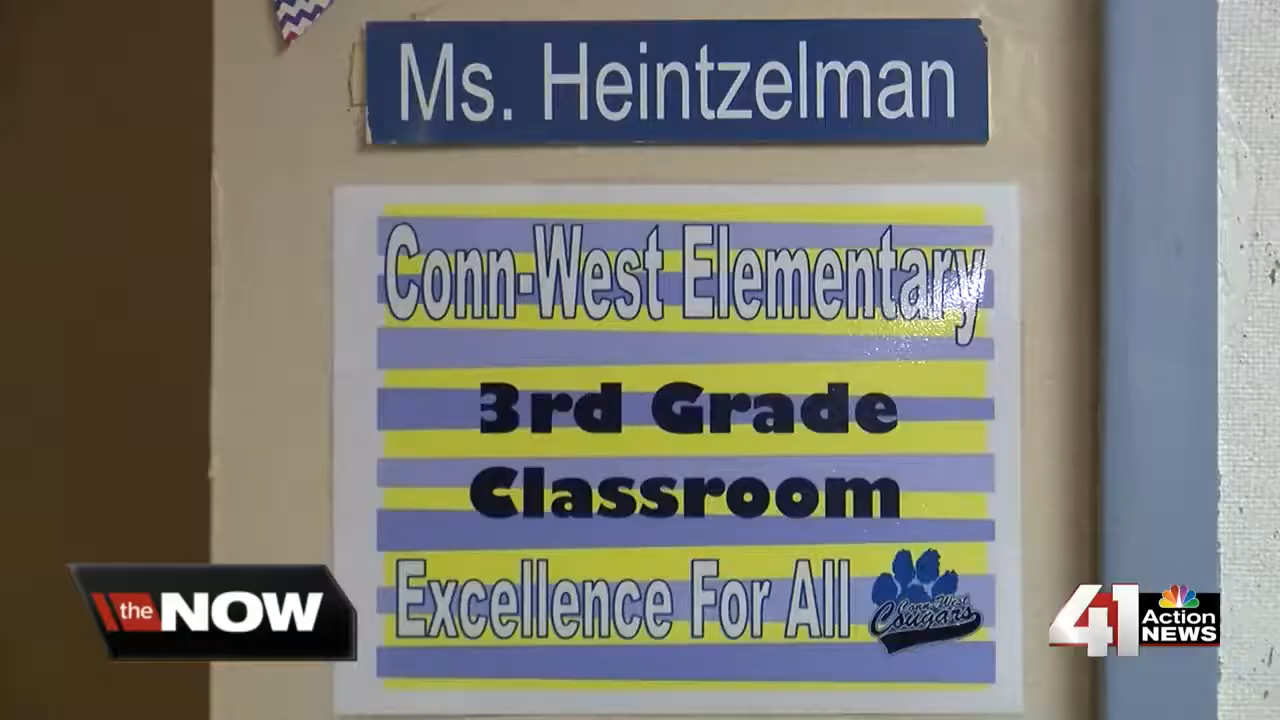 Ms. Heintzelman
Conn-West Elementary
3rd Grade
Classroom
Excellence For All
Conn-West
Cougars
the NOW
41 Action
NEWS